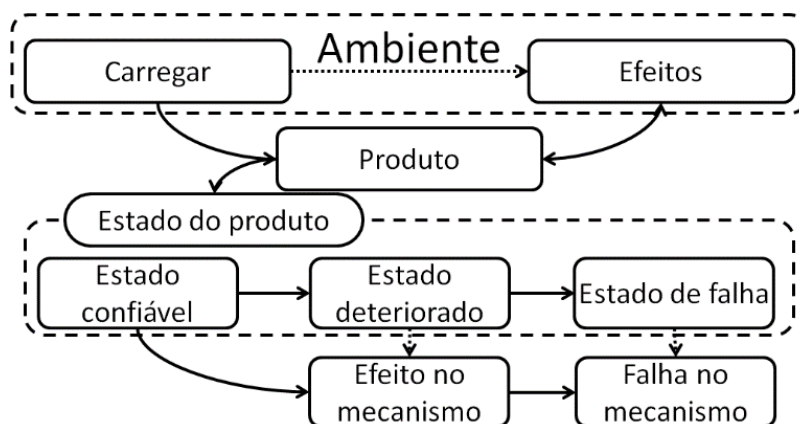 Ambiente
Carregar
Efeitos
Produto
Estado do produto
Estado
confiável
Estado
deteriorado
Estado de falha
Efeito no
mecanismo
Falha no
mecanismo